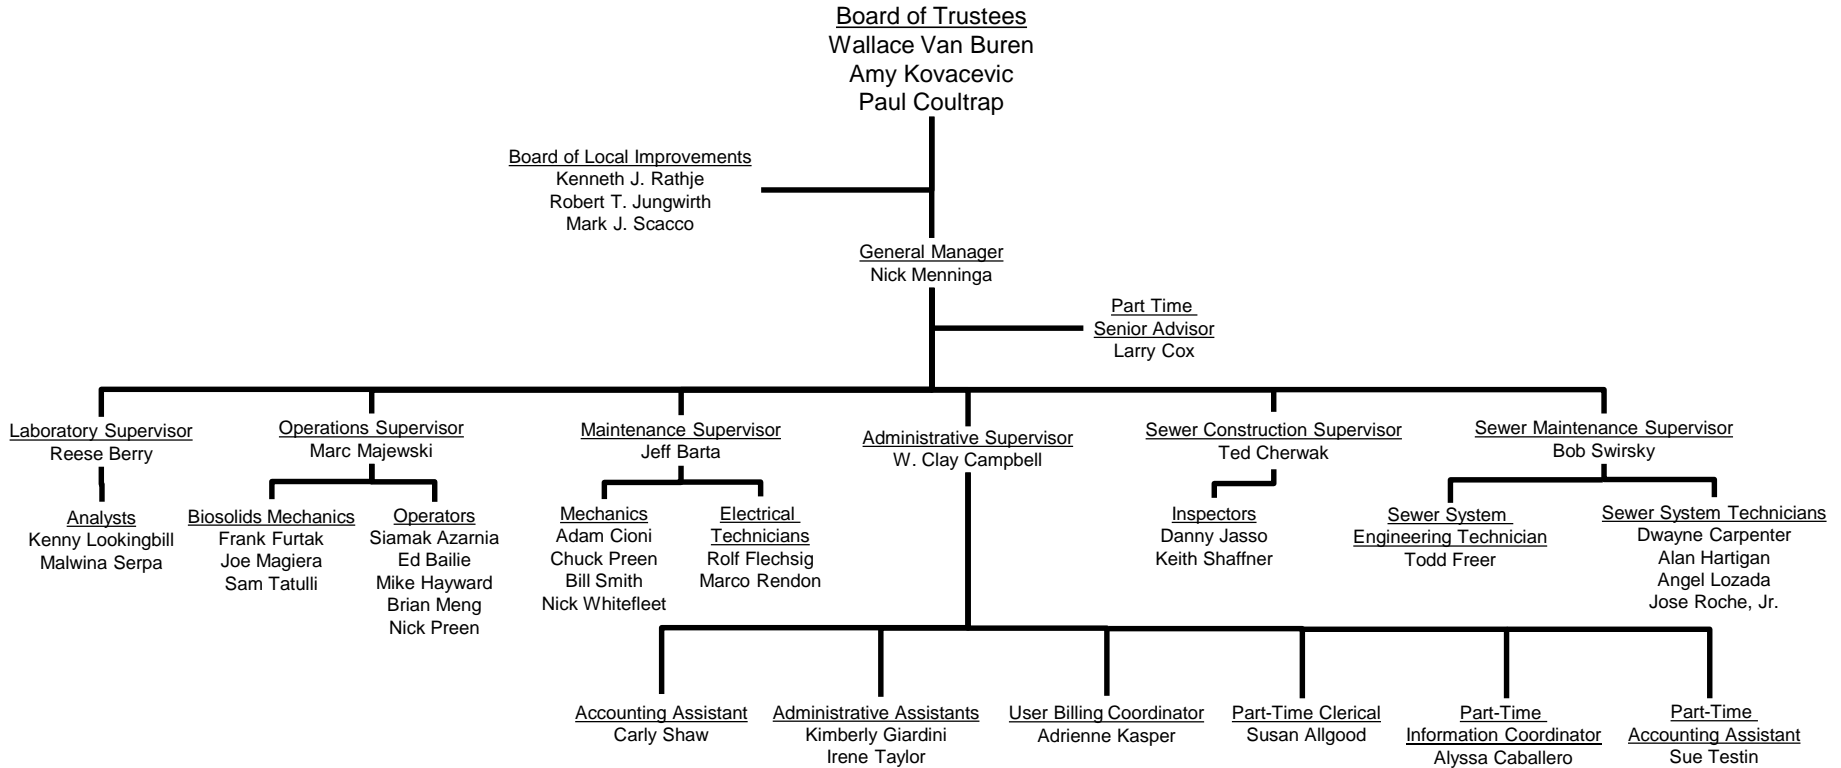 Board of Trustees
Wallace Van Buren
Amy Kovacevic
Paul Coultrap
Board of Local Improvements
Kenneth J. Rathje
Robert T. Jungwirth
Mark J. Scacco
General Manager
Nick Menninga
Part Time
Senior Advisor
Larry Cox
Laboratory Supervisor
Reese Berry
Analysts
Kenny Lookingbill
Malwina Serpa
Operations Supervisor
Marc Majewski
Biosolids Mechanics
Frank Furtak
Joe Magiera
Sam Tatulli
Operators
Siamak Azarnia
Ed Bailie
Mike Hayward
Brian Meng
Nick Preen
Maintenance Supervisor
Jeff Barta
Mechanics
Adam Cioni
Chuck Preen
Bill Smith
Nick Whitefleet
Electrical
Technicians
Rolf Flechsig
Marco Rendon
Administrative Supervisor
W. Clay Campbell
Sewer Construction Supervisor
Ted Cherwak
Inspectors
Danny Jasso
Keith Shaffner
Sewer Maintenance Supervisor
Bob Swirsky
Sewer System
Engineering Technician
Todd Freer
Sewer System Technicians
Dwayne Carpenter
Alan Hartigan
Angel Lozada
Jose Roche, Jr.
Accounting Assistant
Carly Shaw
Administrative Assistants
Kimberly Giardini
Irene Taylor
User Billing Coordinator
Adrienne Kasper
Part-Time Clerical
Susan Allgood
Part-Time
Information Coordinator
Alyssa Caballero
Part-Time
Accounting Assistant
Sue Testin